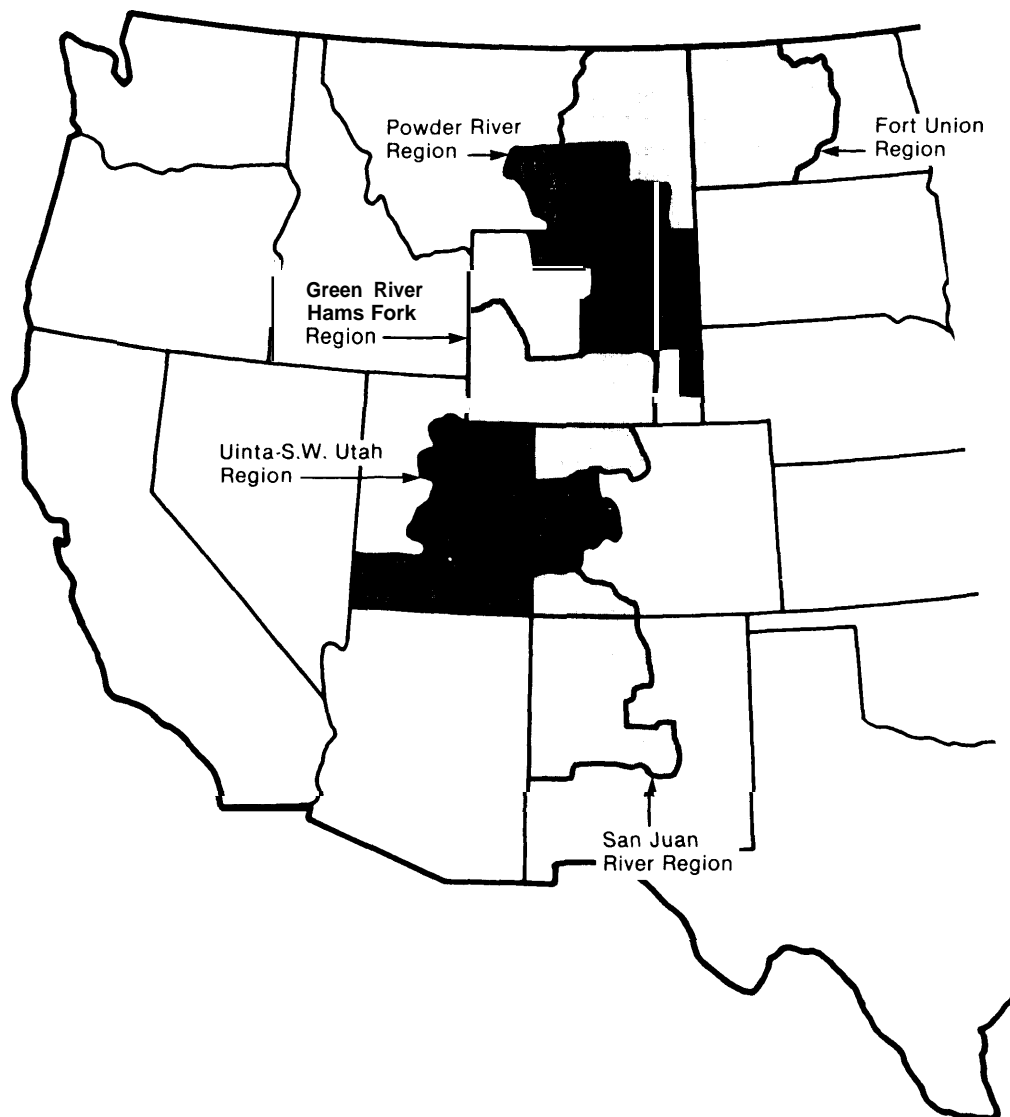 Powder River
Region
Fort Union
Region
Green River
Hams Fork
Region
Uinta-S.W. Utah
Region
San Juan
River Region